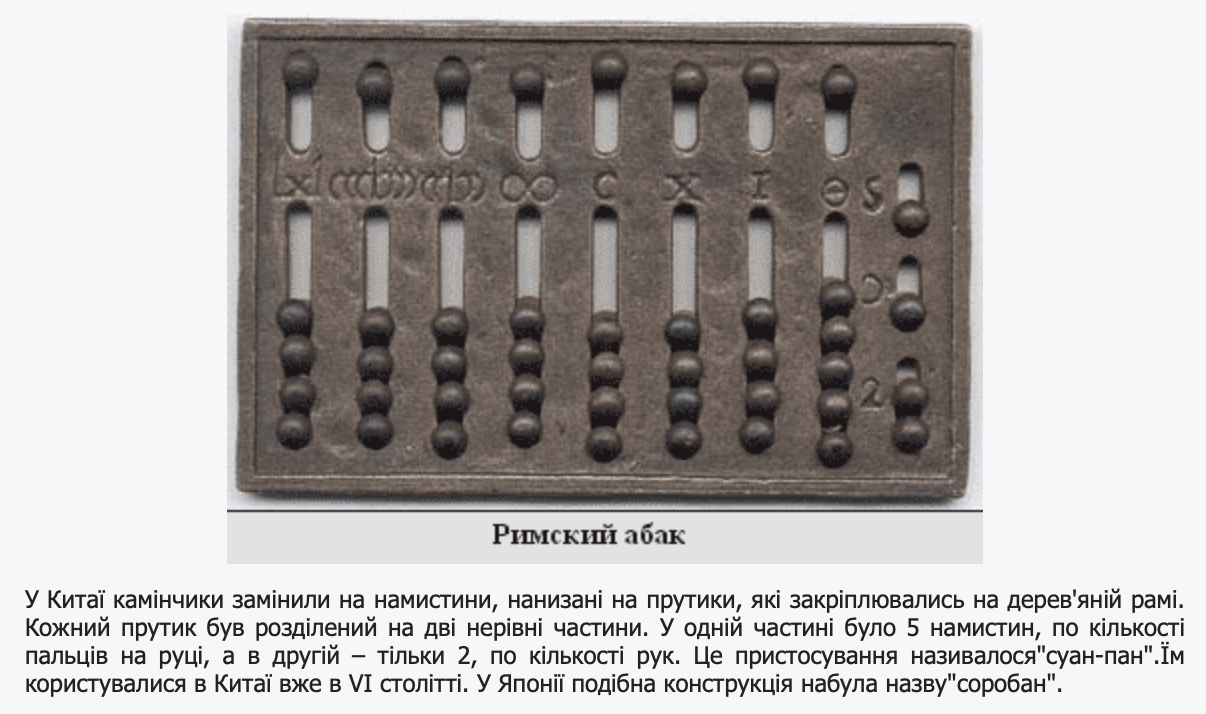 X CCCIƆƆƆ CCIƆƆ ∞ C X I Θ S
Ɔ
2
Римский абак
У Китаї камінчики замінили на намистини, нанизані на прутики, які закріплювались на дерев'яній рамі.
Кожний прутик був розділений на дві нерівні частини. У одній частині було 5 намистин, по кількості
пальців на руці, а в другій – тільки 2, по кількості рук. Це пристосування називалося"суан-пан".Їм
користувалися в Китаї вже в VI столітті. У Японії подібна конструкція набула назву"соробан".